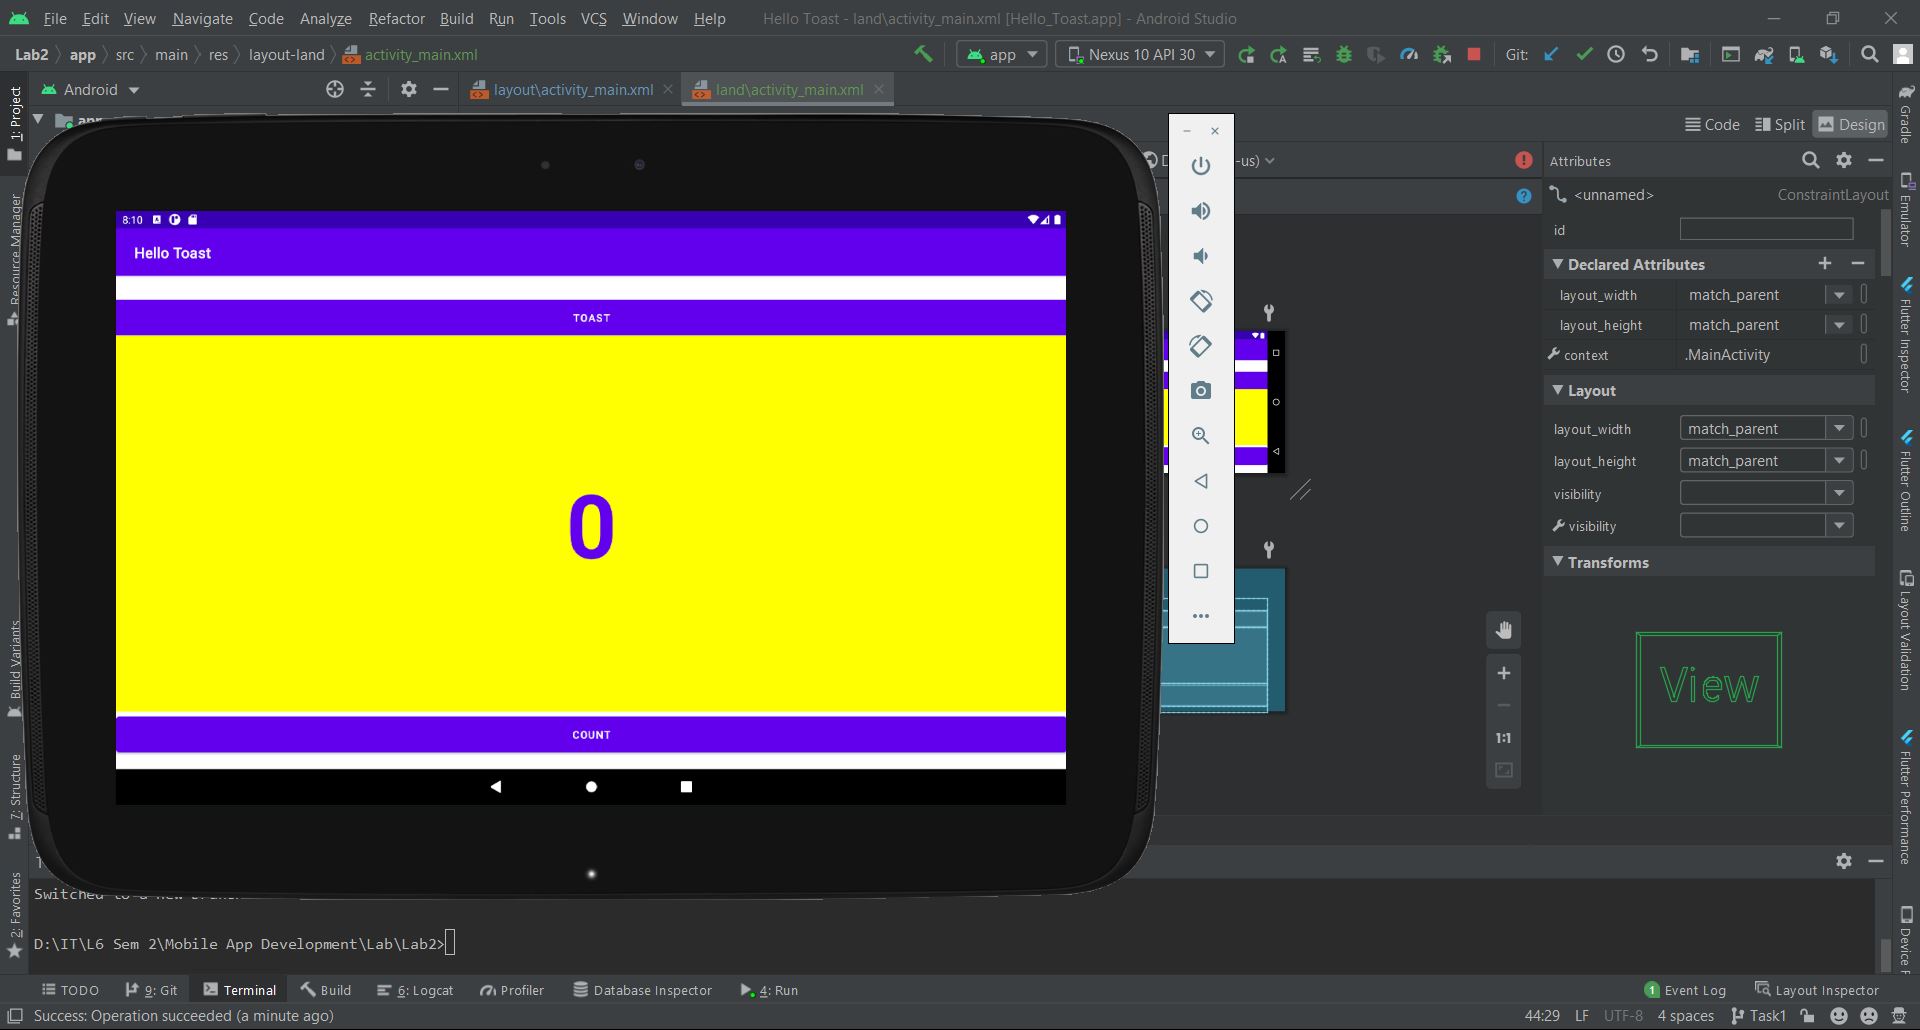 File Edit View Navigate Code Analyze Refactor Build Run Tools VCS Window Help Hello Toast - land\activity_main.xml [Hello_Toast.app] - Android Studio
Lab2 app src main res layout-land activity_main.xml app Nexus 10 API 30 Git:
Android layout\activity_main.xml land\activity_main.xml
Code Split Design
-us) Attributes
<unnamed> ConstraintLayout
id
Declared Attributes
layout_width match_parent
layout_height match_parent
context .MainActivity
Layout
layout_width match_parent
layout_height match_parent
visibility
visibility
Transforms
View
1:1
8:10
Hello Toast
TOAST
0
COUNT
1: Project
Resource Manager
Build Variants
7: Structure
2: Favorites
Gradle
Emulator
Flutter Inspector
Flutter Outline
Layout Validation
Flutter Performance
Switched to a new
D:\IT\L6 Sem 2\Mobile App Development\Lab\Lab2>
TODO 9: Git Terminal Build 6: Logcat Profiler Database Inspector 4: Run 1 Event Log Layout Inspector
Success: Operation succeeded (a minute ago) 44:29 LF UTF-8 4 spaces Task1